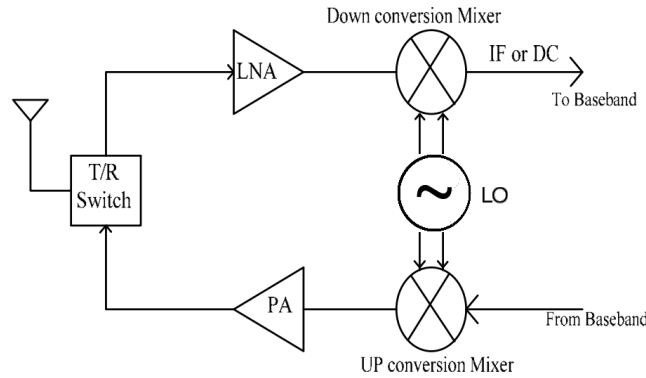 Down conversion Mixer
LNA
IF or DC
To Baseband
T/R
Switch
~
LO
PA
From Baseband
UP conversion Mixer